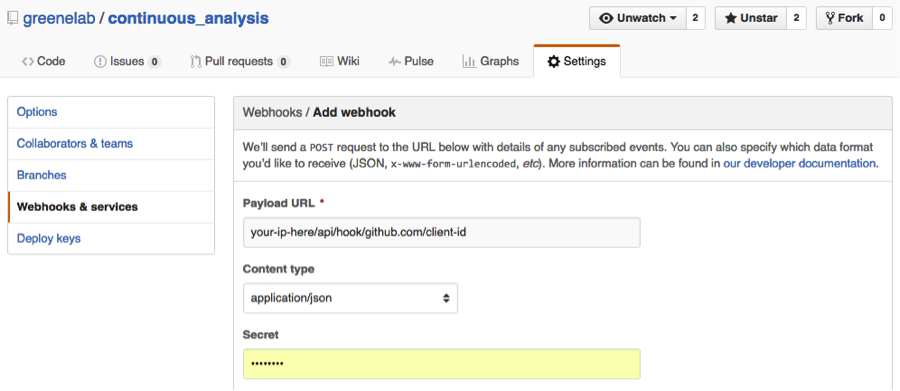 greenelab / continuous_analysis
Unwatch 2 Unstar 2 Fork 0
Code Issues 0 Pull requests 0 Wiki Pulse Graphs Settings
Options
Collaborators & teams
Branches
Webhooks & services
Deploy keys
Webhooks / Add webhook
We'll send a POST request to the URL below with details of any subscribed events. You can also specify which data format
you'd like to receive (JSON, x-www-form-urlencoded, etc). More information can be found in our developer documentation.
Payload URL *
your-ip-here/api/hook/github.com/client-id
Content type
application/json
Secret
••••••••